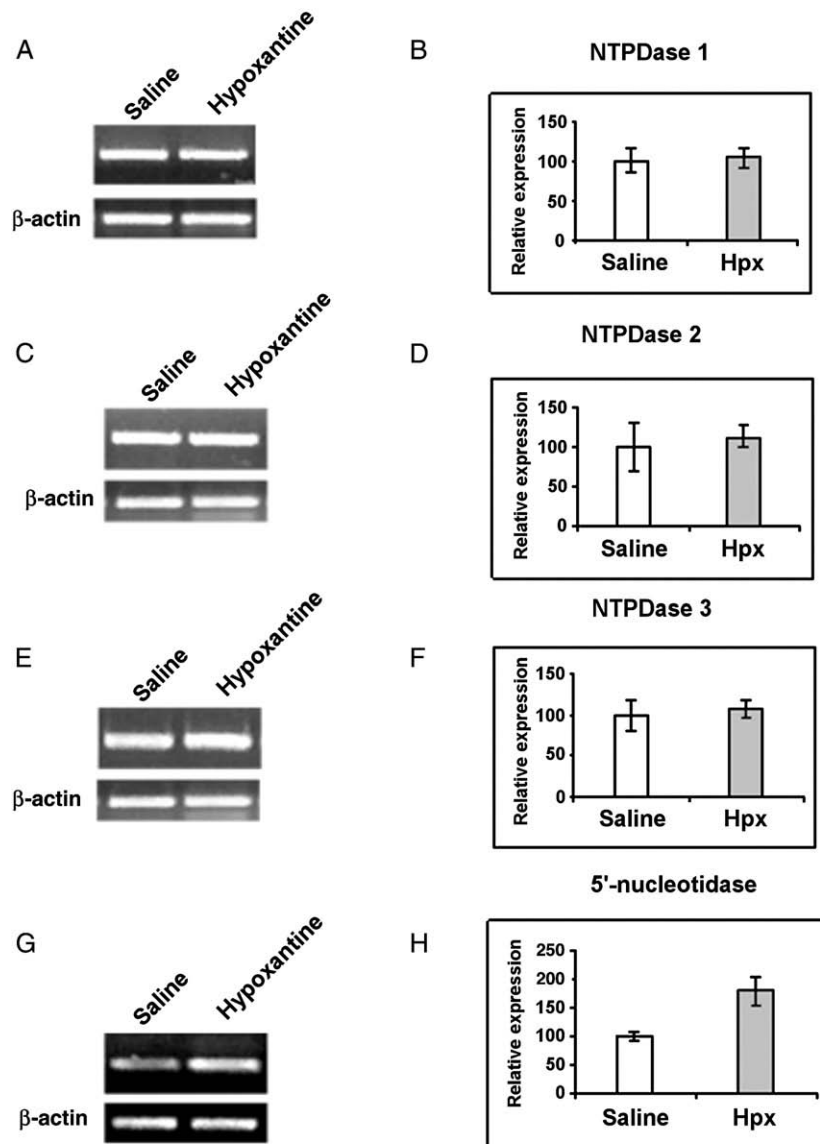 A
Saline
Hypoxantine
β-actin
B
NTPDase 1
Relative expression
150
100
50
0
Saline Hpx
C
Saline
Hypoxantine
β-actin
D
NTPDase 2
Relative expression
150
100
50
0
Saline Hpx
E
Saline
Hypoxantine
β-actin
F
NTPDase 3
Relative expression
150
100
50
0
Saline Hpx
G
Saline
Hypoxantine
β-actin
H
5'-nucleotidase
Relative expression
250
200
150
100
50
0
Saline Hpx